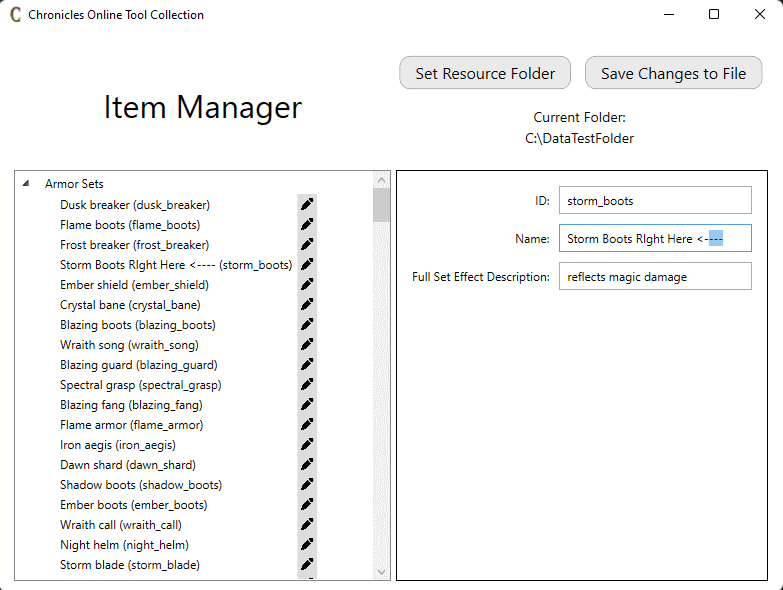 Chronicles Online Tool Collection
Set Resource Folder
Save Changes to File
Item Manager
Current Folder:
C:\DataTestFolder
Armor Sets
Dusk breaker (dusk_breaker)
Flame boots (flame_boots)
Frost breaker (frost_breaker)
Storm Boots RIght Here <---- (storm_boots)
Ember shield (ember_shield)
Crystal bane (crystal_bane)
Blazing boots (blazing_boots)
Wraith song (wraith_song)
Blazing guard (blazing_guard)
Spectral grasp (spectral_grasp)
Blazing fang (blazing_fang)
Flame armor (flame_armor)
Iron aegis (iron_aegis)
Dawn shard (dawn_shard)
Shadow boots (shadow_boots)
Ember boots (ember_boots)
Wraith call (wraith_call)
Night helm (night_helm)
Storm blade (storm_blade)
ID: storm_boots
Name: Storm Boots RIght Here <----
Full Set Effect Description: reflects magic damage